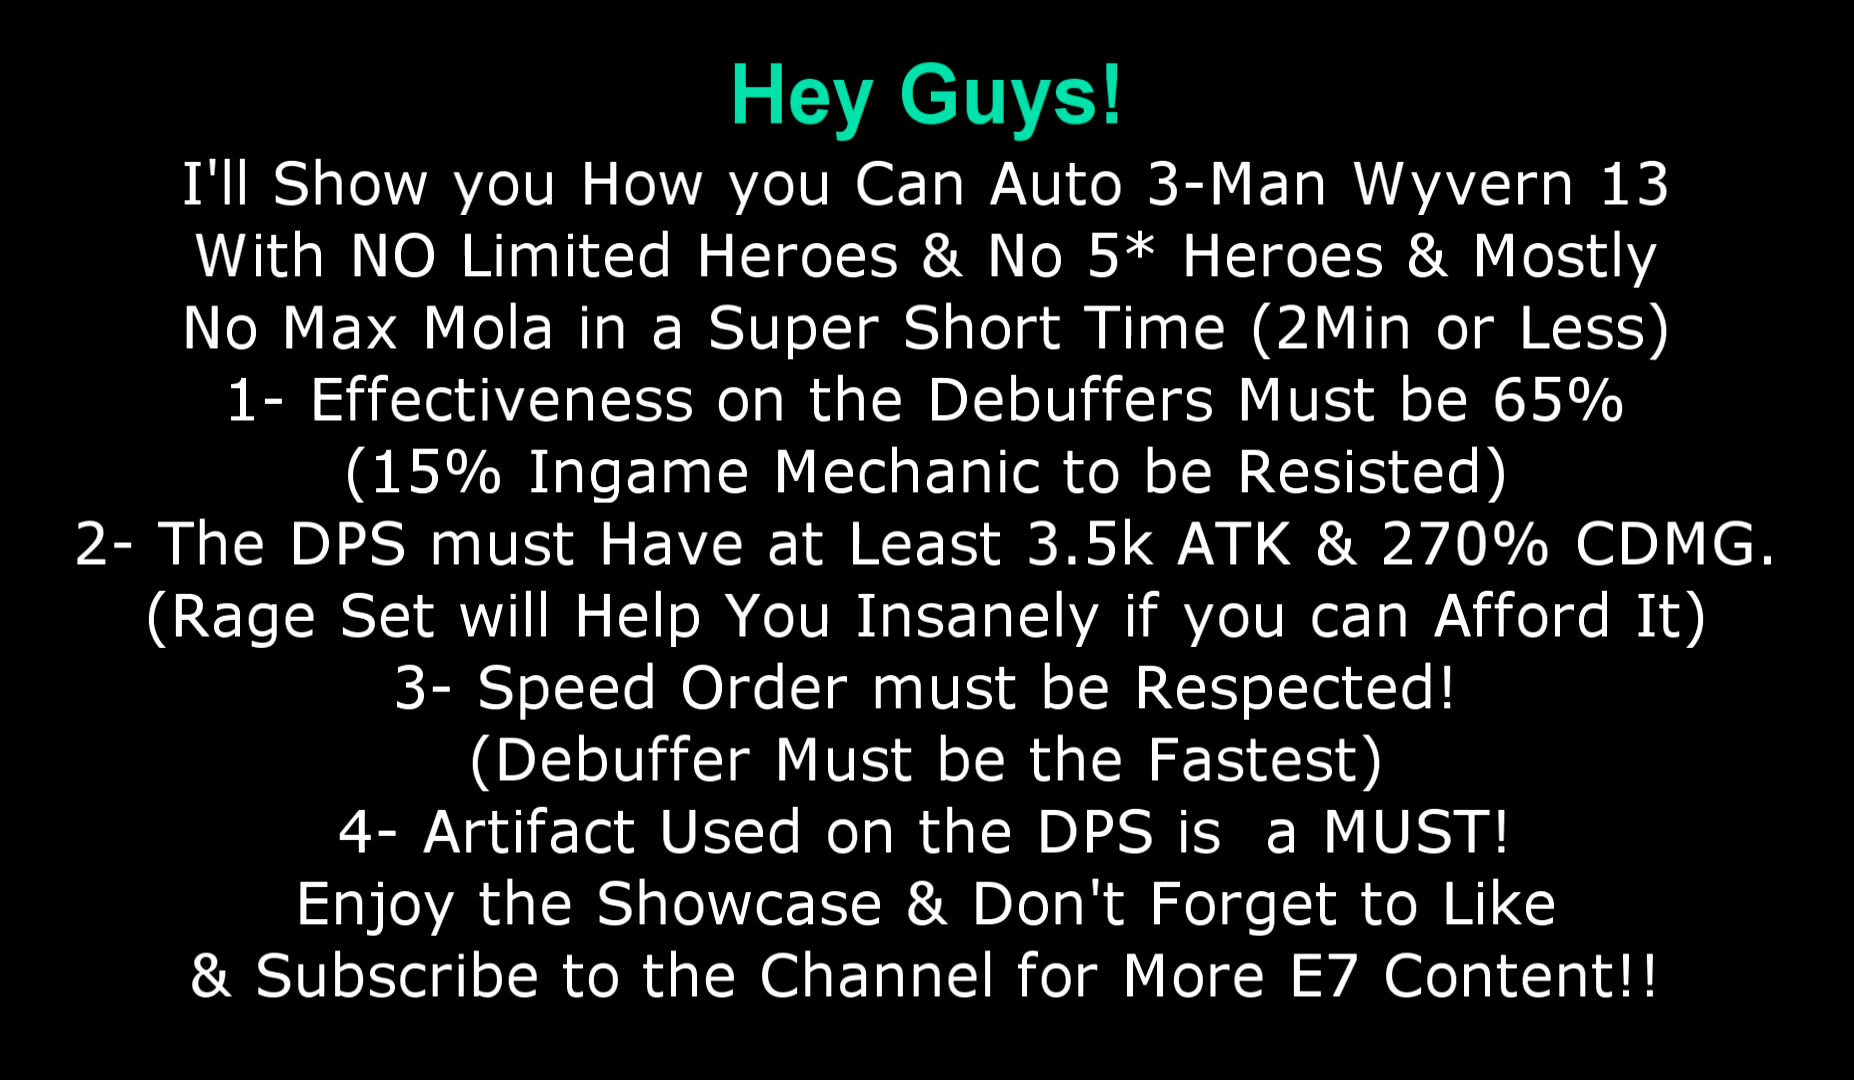 Hey Guys!
I'll Show you How you Can Auto 3-Man Wyvern 13
With NO Limited Heroes & No 5* Heroes & Mostly
No Max Mola in a Super Short Time (2Min or Less)
1- Effectiveness on the Debuffers Must be 65%
(15% Ingame Mechanic to be Resisted)
2- The DPS must Have at Least 3.5k ATK & 270% CDMG.
(Rage Set will Help You Insanely if you can Afford It)
3- Speed Order must be Respected!
(Debuffer Must be the Fastest)
4- Artifact Used on the DPS is  a MUST!
Enjoy the Showcase & Don't Forget to Like
& Subscribe to the Channel for More E7 Content!!